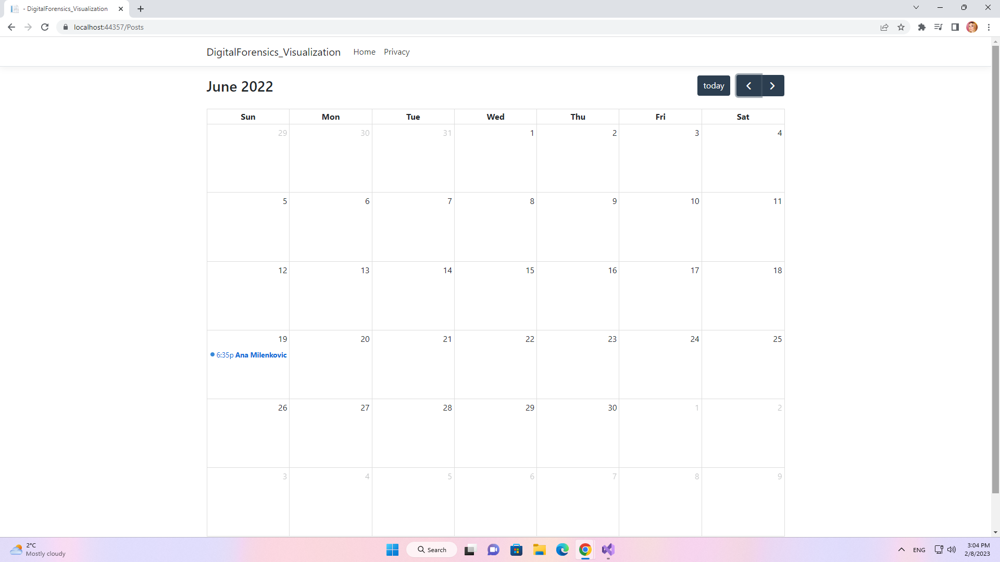 - DigitalForensics_Visualization
localhost:44357/Posts
DigitalForensics_Visualization Home Privacy
June 2022
today
Sun Mon Tue Wed Thu Fri Sat
29 30 31 1 2 3 4
5 6 7 8 9 10 11
12 13 14 15 16 17 18
19 20 21 22 23 24 25
6:35p Ana Milenkovic
26 27 28 29 30 1 2
3 4 5 6 7 8 9
2°C
Mostly cloudy
Search
ENG
3:04 PM
2/8/2023